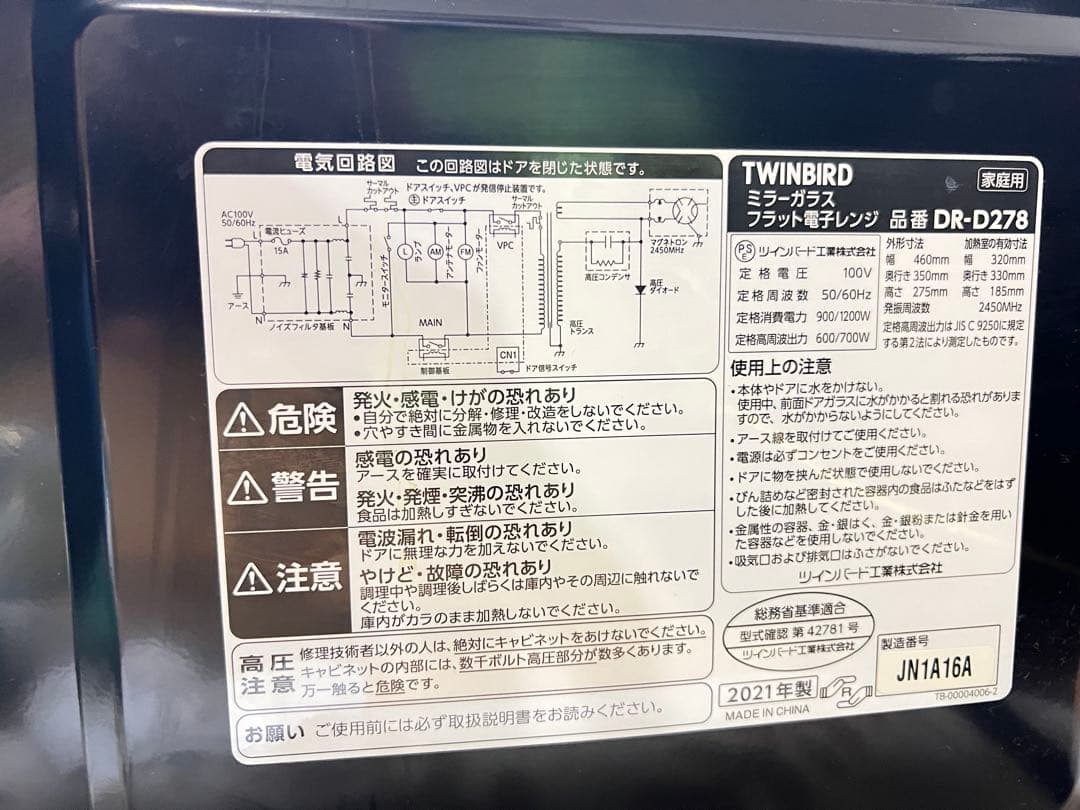 電気回路図 この回路図はドアを閉じた状態です。
サーマル
カットアウト
ドアスイッチ、VPCが発信停止装置です。
主 ドアスイッチ
サーマル
カットアウト
AC100V
50/60Hz
L
L
電流ヒューズ
15A
アース
N
N
ノイズフィルタ基板
モニタースイッチ
L
ランプ
AM
アンテナモーター
FM
ファンモーター
VPC
MAIN
制御基板
CN1
ドア信号スイッチ
高圧
トランス
高圧コンデンサ
高圧
ダイオード
マグネトロン
2450MHz
危険
発火・感電・けがの恐れあり
•自分で絶対に分解・修理・改造をしないでください。
•穴やすき間に金属物を入れないでください。
警告
感電の恐れあり
アースを確実に取付けてください。
発火・発煙・突沸の恐れあり
食品は加熱しすぎないでください。
注意
電波漏れ・転倒の恐れあり
ドアに無理な力を加えないでください。
やけど・故障の恐れあり
調理中や調理後しばらくは庫内やその周辺に触れないで
ください。
庫内がカラのまま加熱しないでください。
高圧
注意
修理技術者以外の人は、絶対にキャビネットをあけないでください。
キャビネットの内部には、数千ボルト高圧部分が数多くあります。
万一触ると危険です。
お願い ご使用前には必ず取扱説明書をお読みください。
TWINBIRD
家庭用
ミラーガラス
フラット電子レンジ 品番 DR-D278
PSE ツインバード工業株式会社
定格電圧 100V
定格周波数 50/60Hz
定格消費電力 900/1200W
定格高周波出力 600/700W
外形寸法 加熱室の有効寸法
幅 460mm 幅 320mm
奥行き 350mm 奥行き 330mm
高さ 275mm 高さ 185mm
発振周波数 2450MHz
定格高周波出力はJIS C 9250に規定
する第2法により測定したものです。
使用上の注意
•本体やドアに水をかけない。
使用中、前面ドアガラスに水がかかると割れる恐れがありま
すので、水がかからないようにしてください。
•アース線を取付けてご使用ください。
•電源は必ずコンセントをご使用ください。
•ドアに物を挟んだ状態で使用しないでください。
•びん詰めなど密封された容器内の食品はふたなどをはず
した後に加熱してください。
•金属性の容器、金・銀はく、金・銀粉または針金を用い
た容器などを使用しないでください。
•吸気口および排気口はふさがないでください。
ツインバード工業株式会社
総務省基準適合
型式確認 第42781号
ツインバード工業株式会社
製造番号
JN1A16A
2021年製
R
MADE IN CHINA
TB-00004006-2